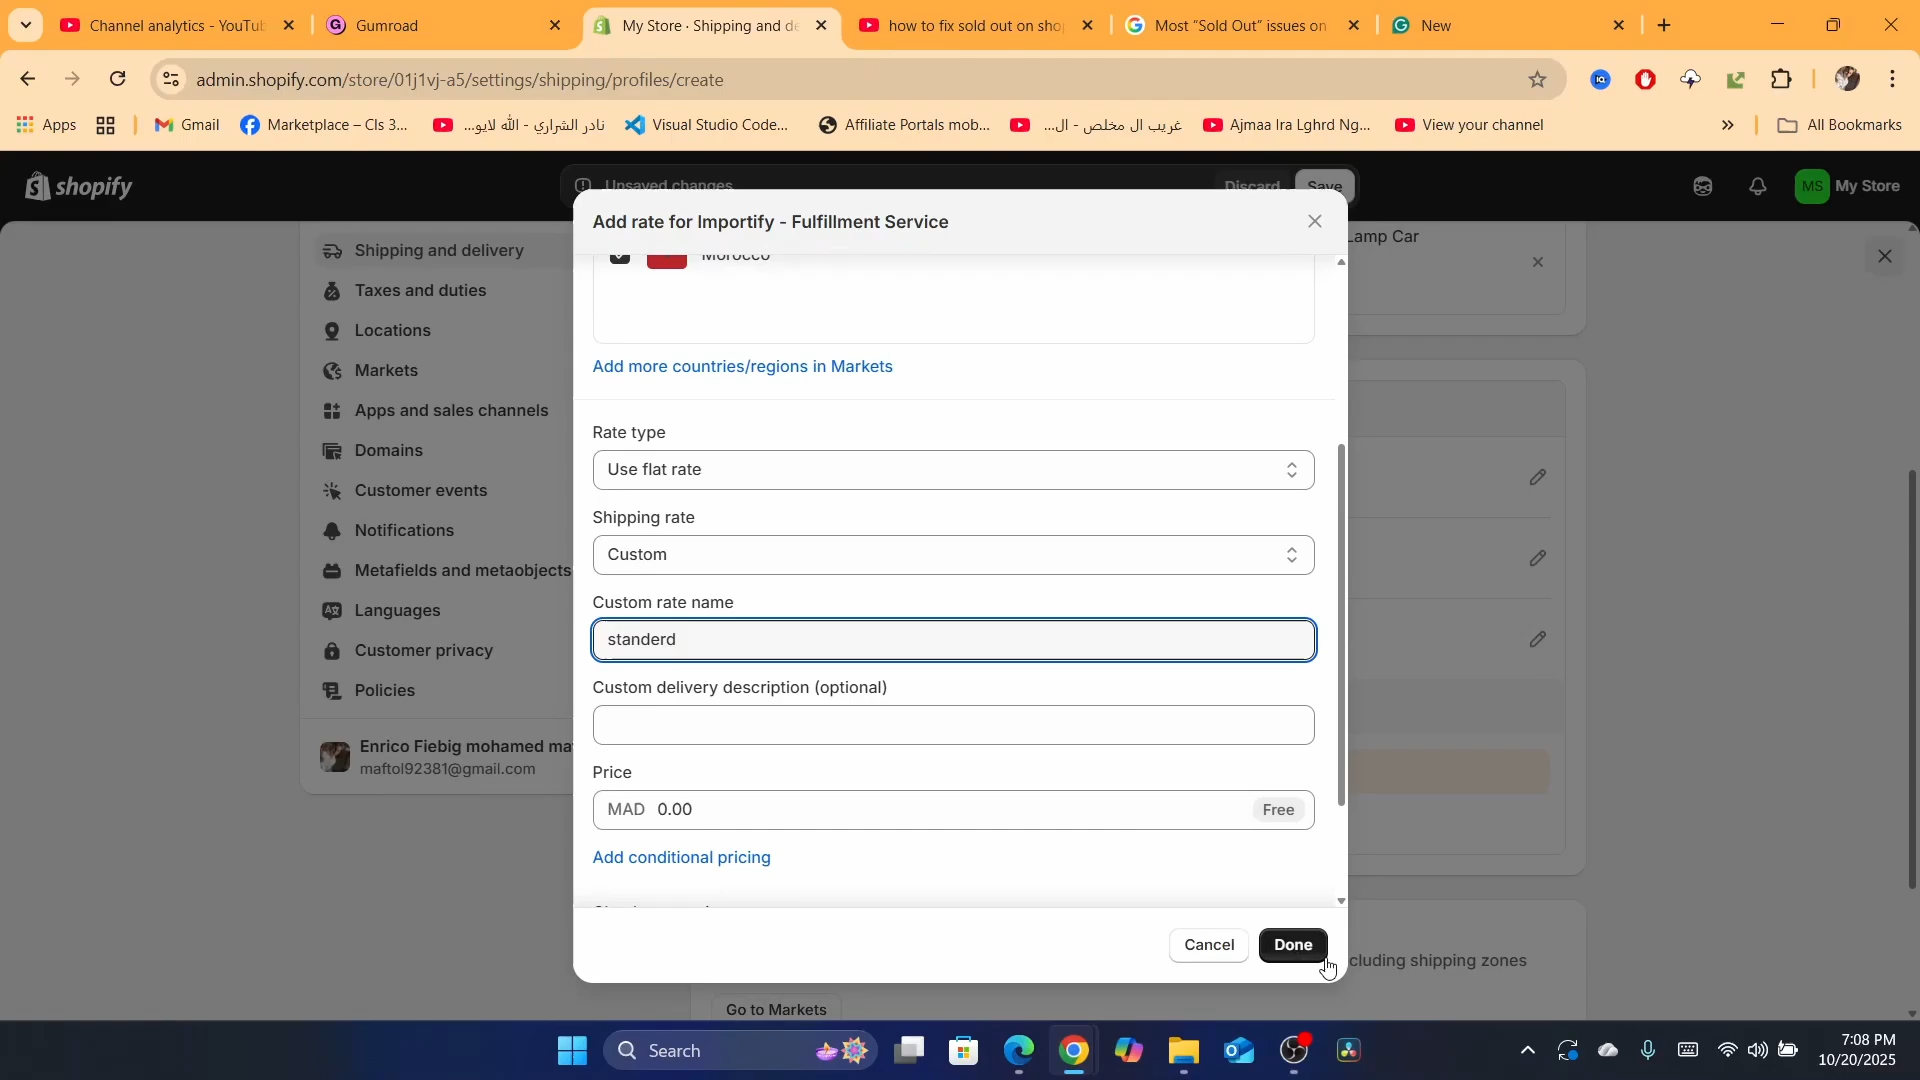 Channel analytics - YouTub
Gumroad
My Store · Shipping and de
how to fix sold out on sho
Most “Sold Out” issues on
New
admin.shopify.com/store/01j1vj-a5/settings/shipping/profiles/create
Apps
Gmail
Marketplace – Cls 3...
نادر الشراري - الله لايو...
Visual Studio Code...
Affiliate Portals mob...
غريب ال مخلص - ال...
Ajmaa Ira Lghrd Ng...
View your channel
All Bookmarks
shopify
Unsaved changes
Discard
Save
MS My Store
Add rate for Importify - Fulfillment Service
Lamp Car
Shipping and delivery
Taxes and duties
Locations
Markets
Apps and sales channels
Domains
Customer events
Notifications
Metafields and metaobjects
Languages
Customer privacy
Policies
Enrico Fiebig mohamed ma
maftol92381@gmail.com
Morocco
Add more countries/regions in Markets
Rate type
Use flat rate
Shipping rate
Custom
Custom rate name
standerd
Custom delivery description (optional)
Price
MAD 0.00
Free
Add conditional pricing
Cancel
Done
cluding shipping zones
Go to Markets
Search
7:08 PM
10/20/2025